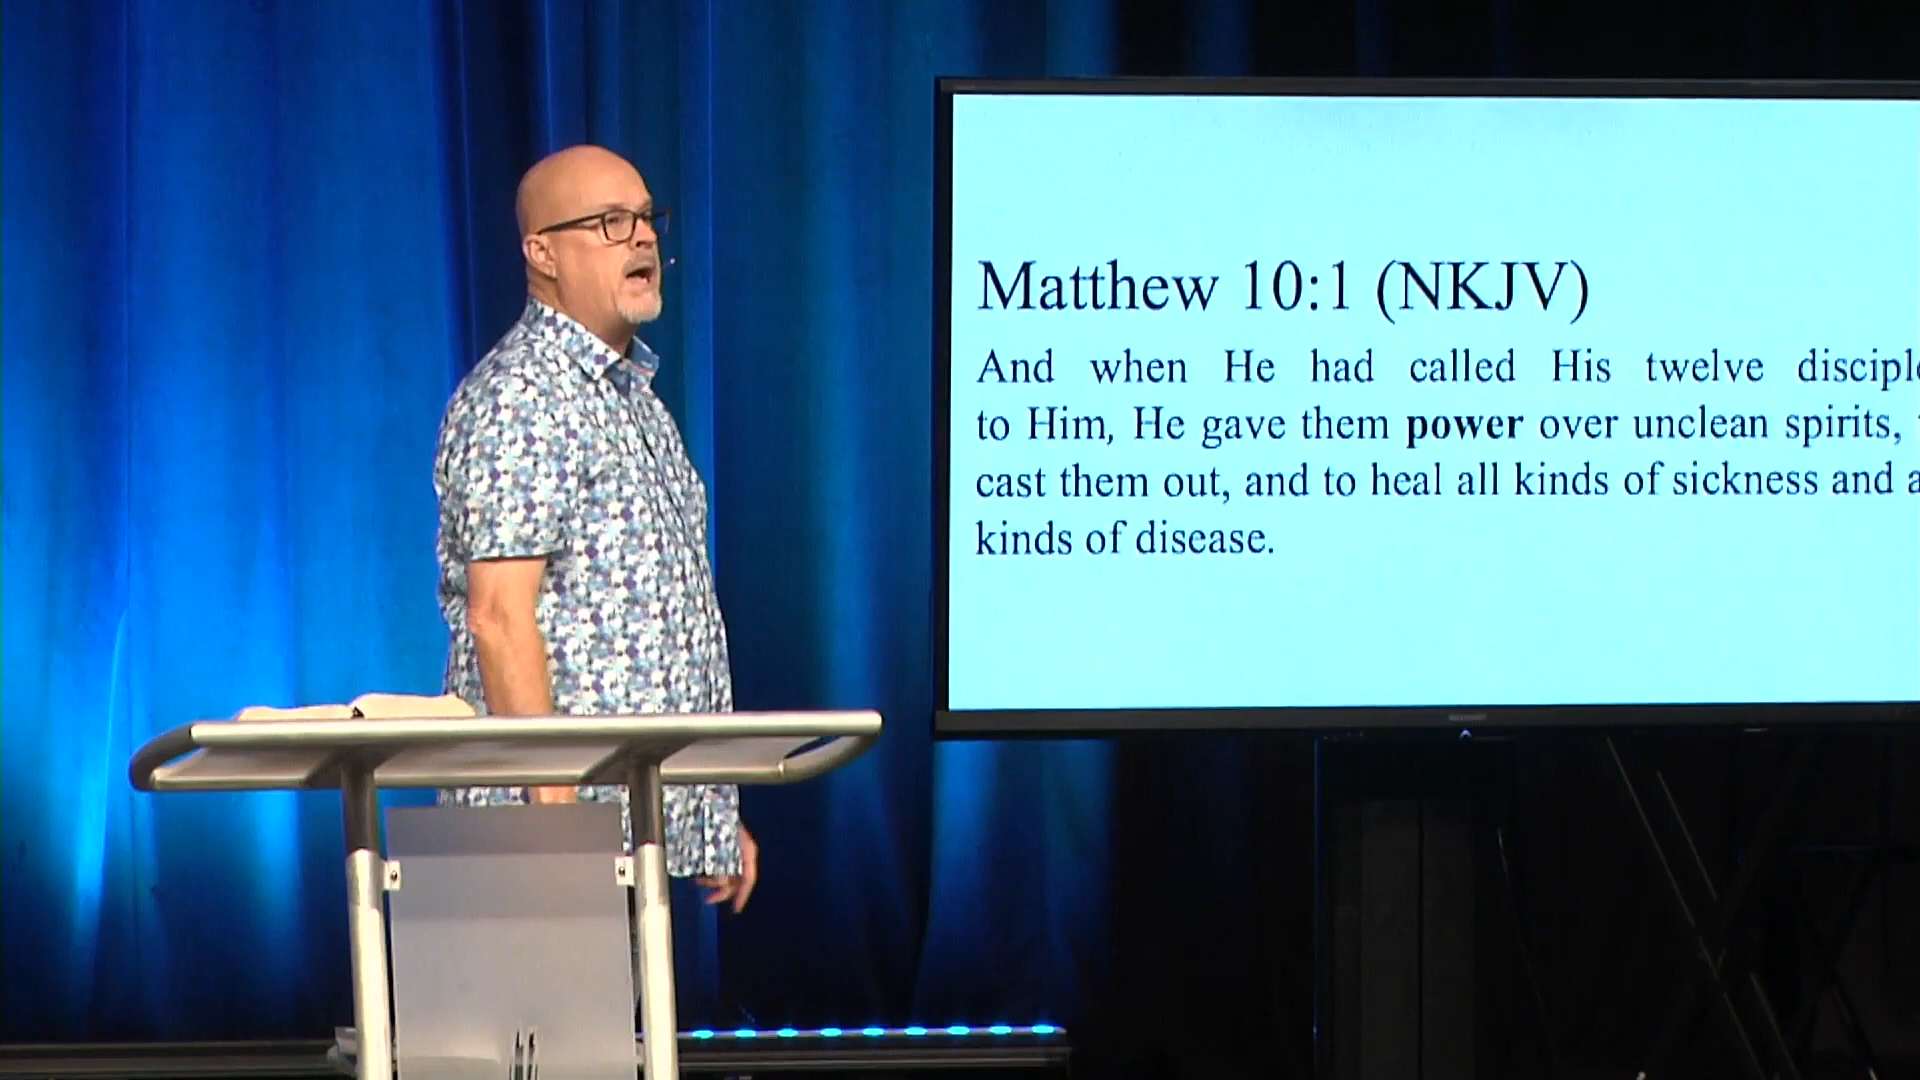 Matthew 10:1 (NKJV)
And when He had called His twelve
to Him, He gave them power over unclean spirits,
cast them out, and to heal all kinds of sickness and
kinds of disease.